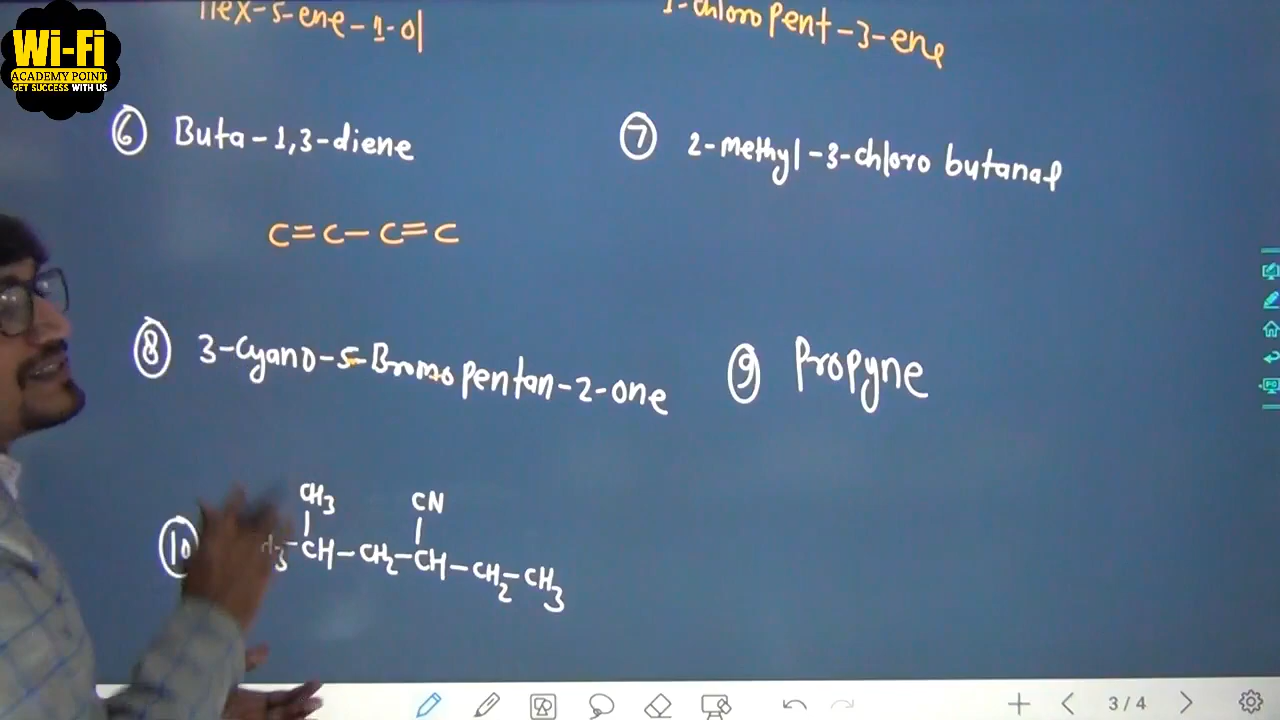 Wi-Fi
ACADEMY POINT
GET SUCCESS WITH US
Hex-5-ene-1-ol
1-chloropent-3-ene
6 Buta-1,3-diene
7 2-Methyl-3-chloro butanal
C=C-C=C
8 3-Cyano-5-Bromo pentan-2-one
9 Propyne
CH3 CN
10 -CH-CH2-CH-CH2-CH3
3/4